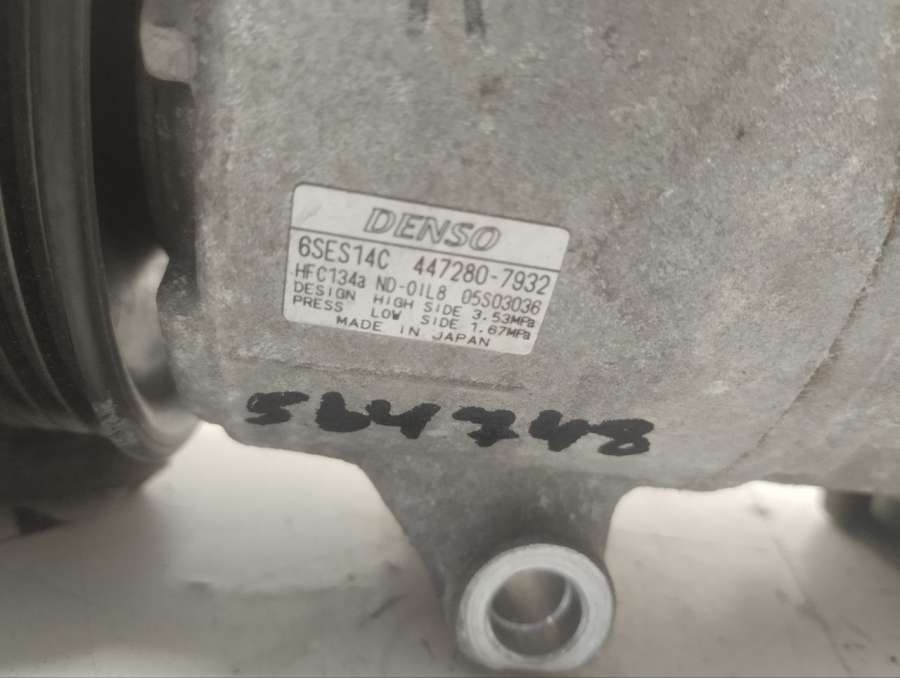 DENSO
6SES14C 447280-7932
HFC134a ND-OIL8 05S03036
DESIGN HIGH SIDE 3.53MPa
PRESS LOW SIDE 1.67MPa
MADE IN JAPAN